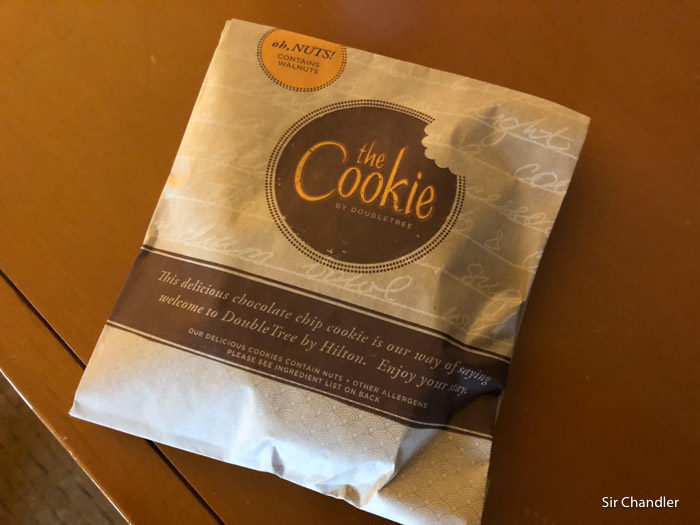 oh, NUTS!
CONTAINS
WALNUTS
the
Cookie
BY DOUBLETREE
This delicious chocolate chip cookie is our way of saying
welcome to DoubleTree by Hilton. Enjoy your stay.
OUR DELICIOUS COOKIES CONTAIN NUTS + OTHER ALLERGENS
PLEASE SEE INGREDIENT LIST ON BACK
Sir Chandler